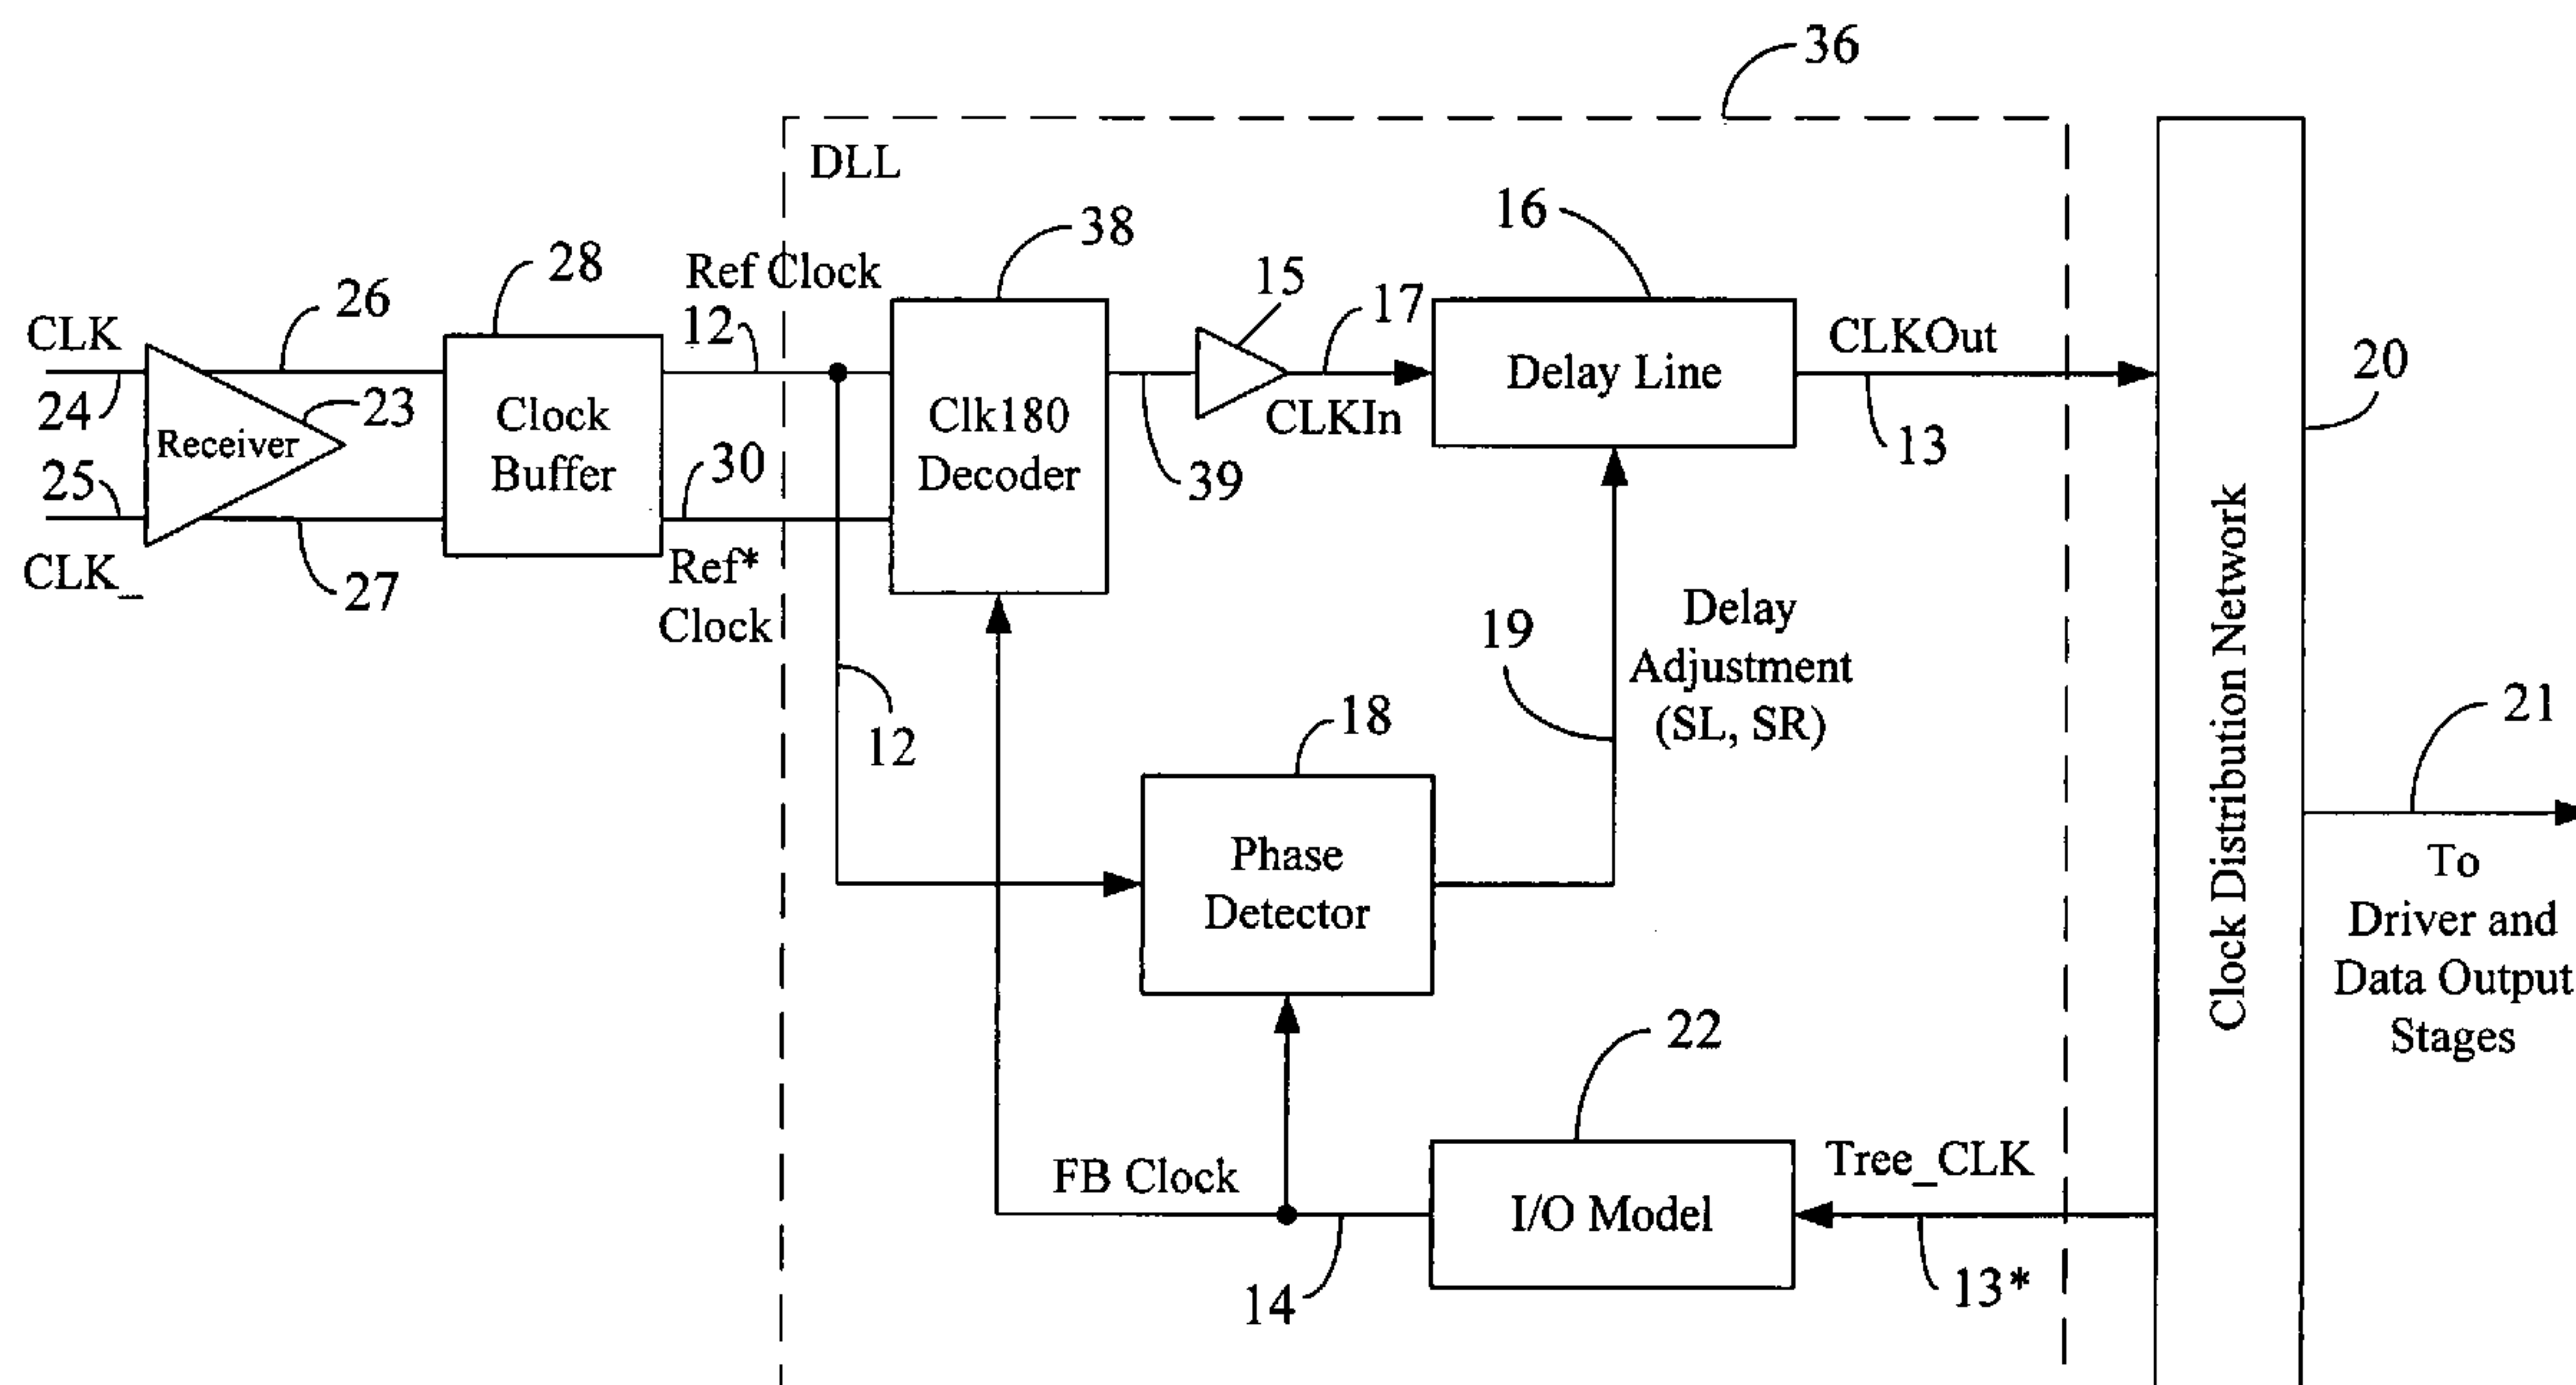 36
DLL
38
16
28
Ref Clock
15
26
12
17
CLK
CLKOut
20
24
23
Clock
Buffer
Clk180
Decoder
Delay Line
Receiver
CLKIn
13
25
30
39
CLK_
27
Ref*
Clock
19
Delay
Adjustment
(SL, SR)
Clock Distribution Network
12
18
21
Phase
Detector
To
Driver and
Data Output
Stages
22
FB Clock
I/O Model
Tree_CLK
14
13*